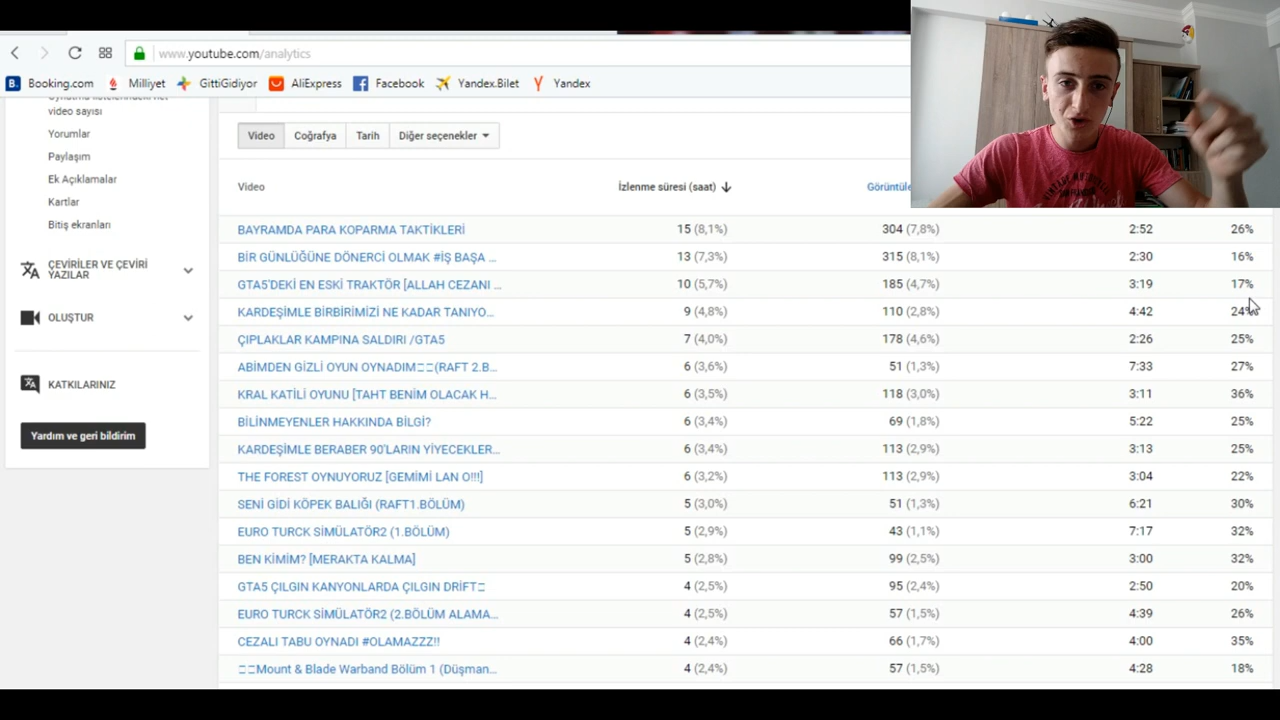 www.youtube.com/analytics
B. Booking.com Milliyet GittiGidiyor AliExpress Facebook Yandex.Bilet Yandex
video sayısı
Yorumlar
Paylaşım
Ek Açıklamalar
Kartlar
Bitiş ekranları
ÇEVİRİLER VE ÇEVİRİ
YAZILAR
OLUŞTUR
KATKILARINIZ
Yardım ve geri bildirim
Video Coğrafya Tarih Diğer seçenekler
Video İzlenme süresi (saat) Görüntüle
BAYRAMDA PARA KOPARMA TAKTİKLERİ 15 (8,1%) 304 (7,8%) 2:52 26%
BİR GÜNLÜĞÜNE DÖNERCİ OLMAK #İŞ BAŞA ... 13 (7,3%) 315 (8,1%) 2:30 16%
GTA5'DEKİ EN ESKİ TRAKTÖR [ALLAH CEZANI ... 10 (5,7%) 185 (4,7%) 3:19 17%
KARDEŞİMLE BİRBİRİMİZİ NE KADAR TANIYO... 9 (4,8%) 110 (2,8%) 4:42 24%
ÇIPLAKLAR KAMPINA SALDIRI /GTA5 7 (4,0%) 178 (4,6%) 2:26 25%
ABİMDEN GİZLİ OYUN OYNADIM(RAFT 2.B... 6 (3,6%) 51 (1,3%) 7:33 27%
KRAL KATİLİ OYUNU [TAHT BENİM OLACAK H... 6 (3,5%) 118 (3,0%) 3:11 36%
BİLİNMEYENLER HAKKINDA BİLGİ? 6 (3,4%) 69 (1,8%) 5:22 25%
KARDEŞİMLE BERABER 90'LARIN YİYECEKLER... 6 (3,4%) 113 (2,9%) 3:13 25%
THE FOREST OYNUYORUZ [GEMİMİ LAN O!!!] 6 (3,2%) 113 (2,9%) 3:04 22%
SENİ GİDİ KÖPEK BALIĞI (RAFT1.BÖLÜM) 5 (3,0%) 51 (1,3%) 6:21 30%
EURO TURCK SİMÜLATÖR2 (1.BÖLÜM) 5 (2,9%) 43 (1,1%) 7:17 32%
BEN KİMİM? [MERAKTA KALMA] 5 (2,8%) 99 (2,5%) 3:00 32%
GTA5 ÇILGIN KANYONLARDA ÇILGIN DRİFT 4 (2,5%) 95 (2,4%) 2:50 20%
EURO TURCK SİMÜLATÖR2 (2.BÖLÜM ALAMA... 4 (2,5%) 57 (1,5%) 4:39 26%
CEZALI TABU OYNADI #OLAMAZZZ!! 4 (2,4%) 66 (1,7%) 4:00 35%
Mount & Blade Warband Bölüm 1 (Düşman... 4 (2,4%) 57 (1,5%) 4:28 18%